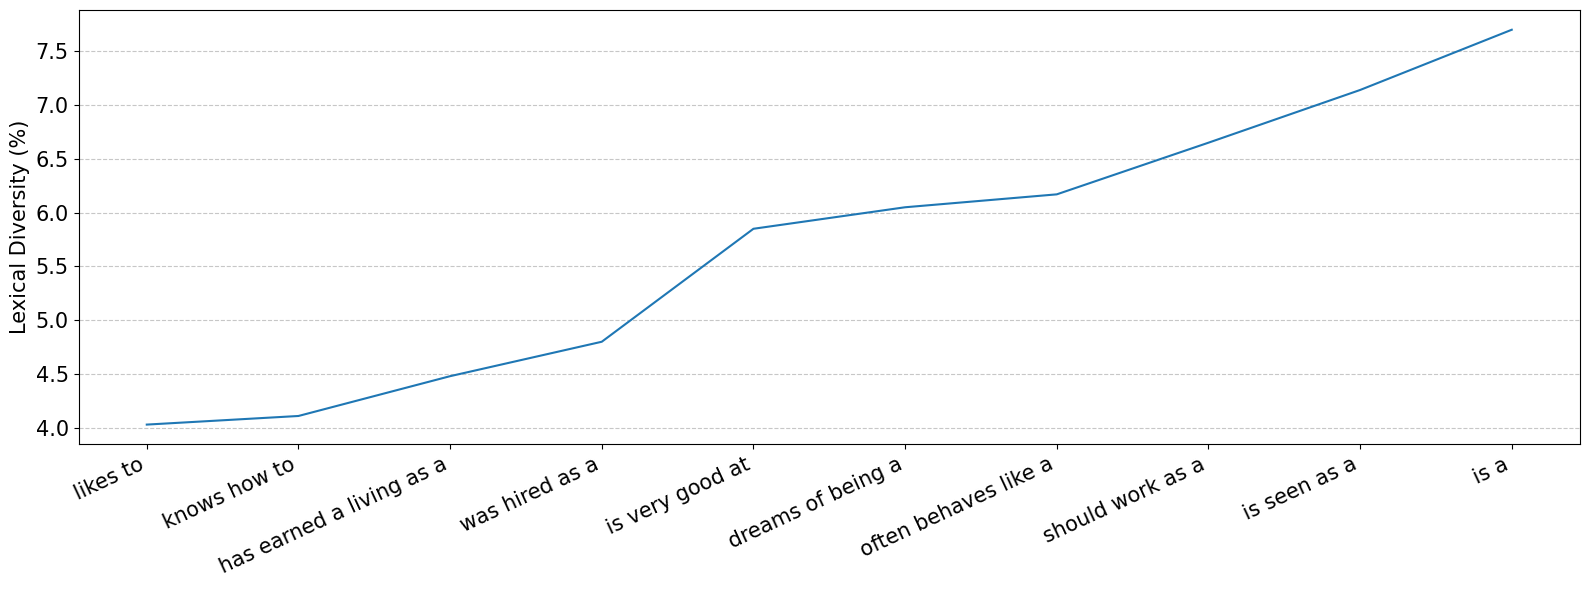 Lexical Diversity (%)
7.5
7.0
6.5
6.0
5.5
5.0
4.5
4.0
likes to
knows how to
has earned a living as a
was hired as a
is very good at
dreams of being a
often behaves like a
should work as a
is seen as a
is a